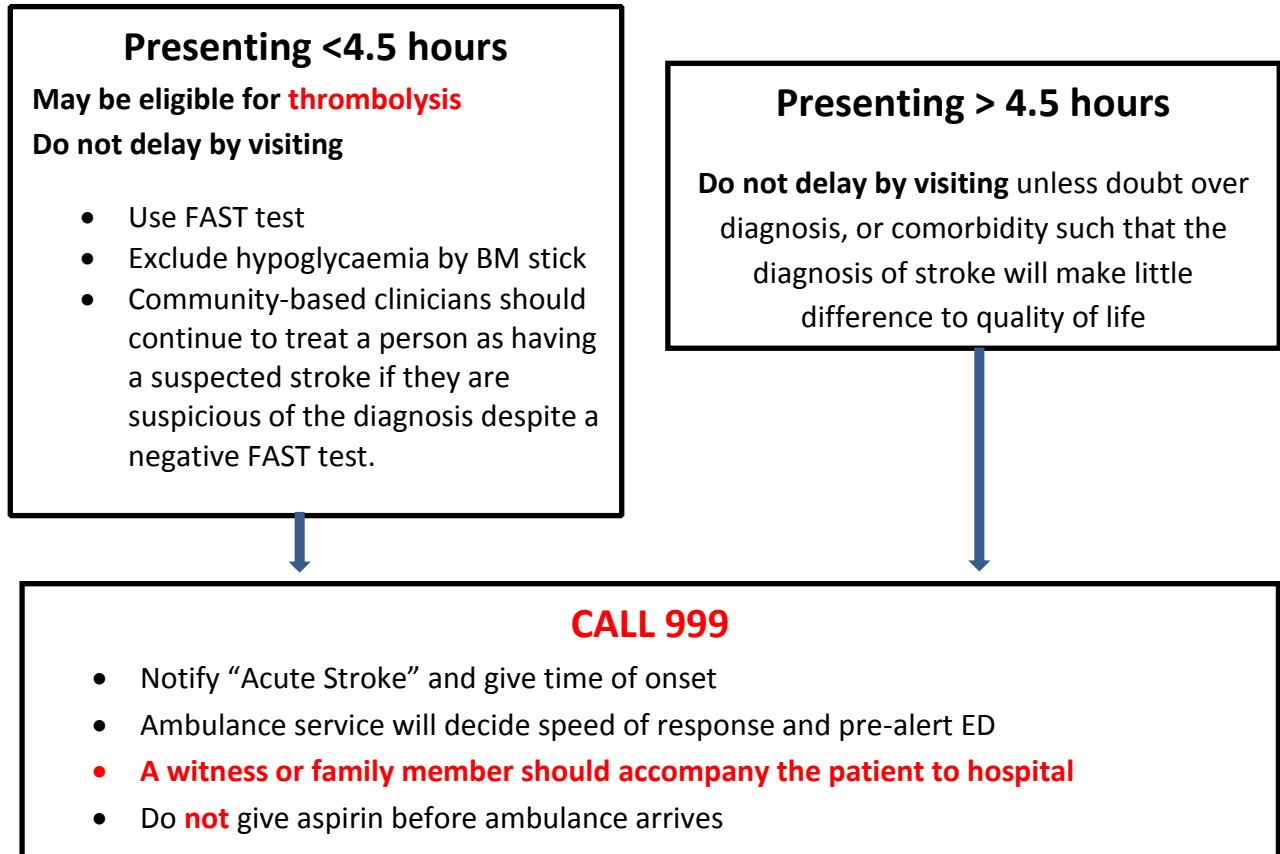 Presenting <4.5 hours
May be eligible for thrombolysis
Do not delay by visiting
• Use FAST test
• Exclude hypoglycaemia by BM stick
• Community-based clinicians should
continue to treat a person as having
a suspected stroke if they are
suspicious of the diagnosis despite a
negative FAST test.
Presenting > 4.5 hours
Do not delay by visiting unless doubt over
diagnosis, or comorbidity such that the
diagnosis of stroke will make little
difference to quality of life
CALL 999
• Notify “Acute Stroke” and give time of onset
• Ambulance service will decide speed of response and pre-alert ED
• A witness or family member should accompany the patient to hospital
• Do not give aspirin before ambulance arrives